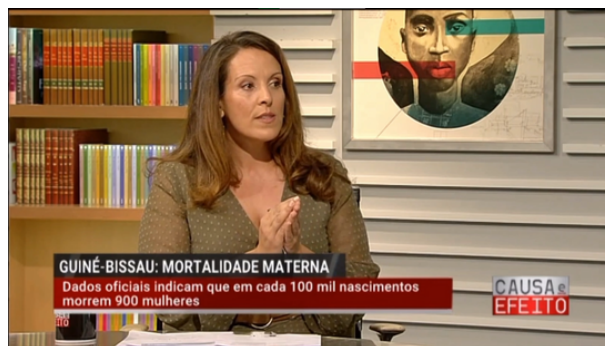 GUINÉ-BISSAU: MORTALIDADE MATERNA
Dados oficiais indicam que em cada 100 mil nascimentos
morrem 900 mulheres
CAUSA e
EFEITO